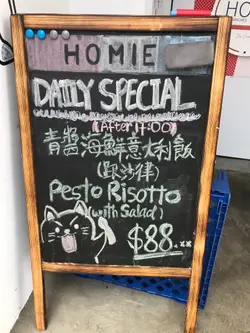 HOMIE
DAILY SPECIAL
(After 17:00)
青醬海鮮意大利飯
(跟沙律)
Pesto Risotto
(with Salad)
$88.